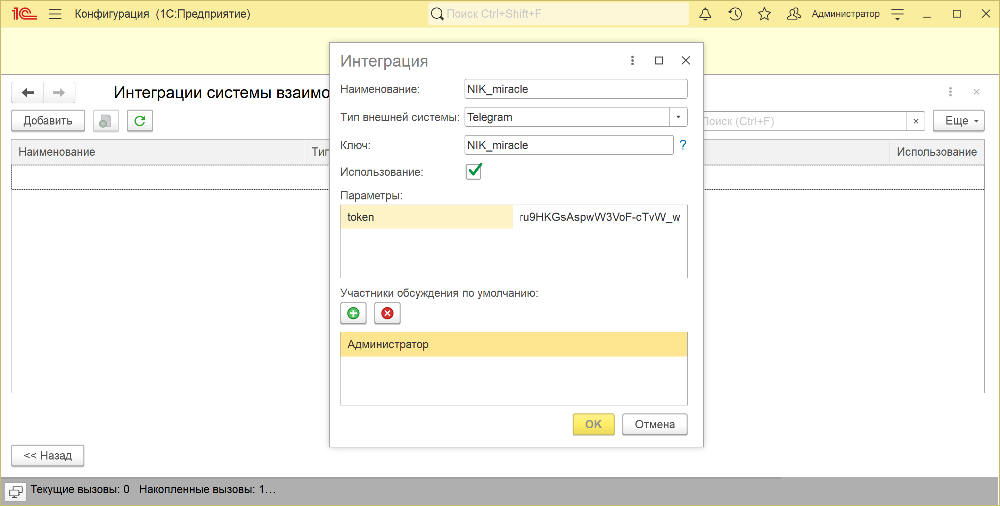 1С Конфигурация (1С:Предприятие) Поиск Ctrl+Shift+F Администратор
Интеграции системы взаимо
Добавить
Поиск (Ctrl+F) × Еще
Наименование Тип Использование
Интеграция
Наименование: NIK_miracle
Тип внешней системы: Telegram
Ключ: NIK_miracle ?
Использование:
Параметры:
token ru9HKGsAspwW3VoF-cTvW_w
Участники обсуждения по умолчанию:
Администратор
OK Отмена
<< Назад
Текущие вызовы: 0 Накопленные вызовы: 1...